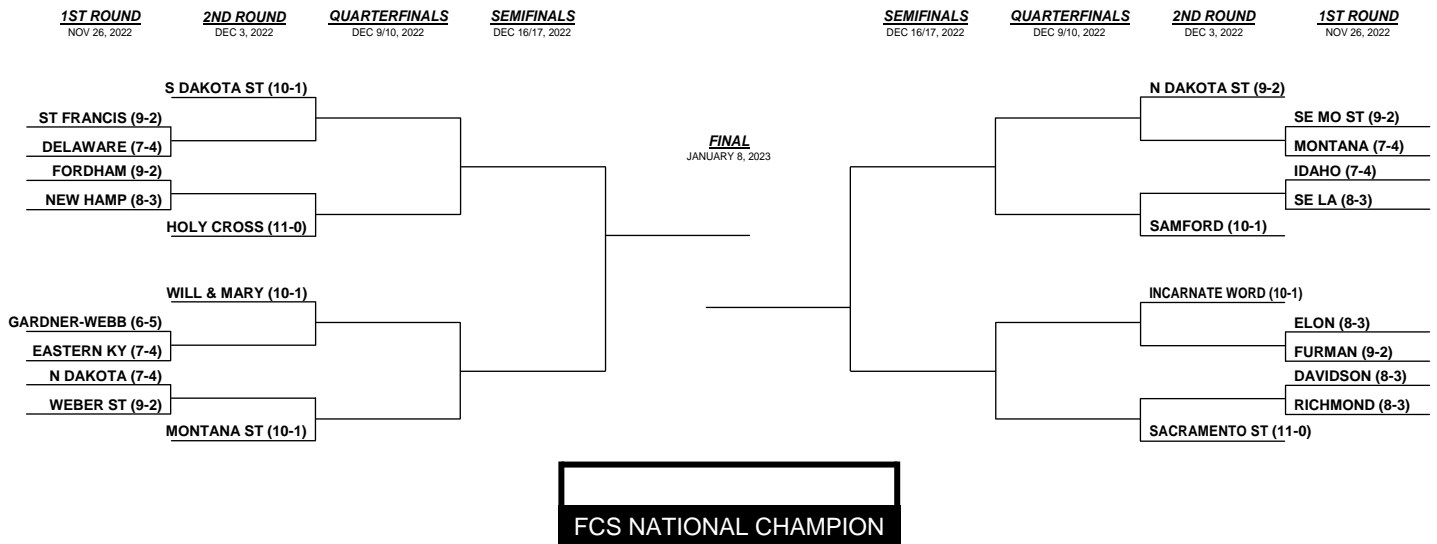 1ST ROUND
NOV 26, 2022
2ND ROUND
DEC 3, 2022
QUARTERFINALS
DEC 9/10, 2022
SEMIFINALS
DEC 16/17, 2022
SEMIFINALS
DEC 16/17, 2022
QUARTERFINALS
DEC 9/10, 2022
2ND ROUND
DEC 3, 2022
1ST ROUND
NOV 26, 2022
S DAKOTA ST (10-1)
ST FRANCIS (9-2)
DELAWARE (7-4)
FORDHAM (9-2)
NEW HAMP (8-3)
HOLY CROSS (11-0)
WILL & MARY (10-1)
GARDNER-WEBB (6-5)
EASTERN KY (7-4)
N DAKOTA (7-4)
WEBER ST (9-2)
MONTANA ST (10-1)
FINAL
JANUARY 8, 2023
N DAKOTA ST (9-2)
SE MO ST (9-2)
MONTANA (7-4)
IDAHO (7-4)
SE LA (8-3)
SAMFORD (10-1)
INCARNATE WORD (10-1)
ELON (8-3)
FURMAN (9-2)
DAVIDSON (8-3)
RICHMOND (8-3)
SACRAMENTO ST (11-0)
FCS NATIONAL CHAMPION